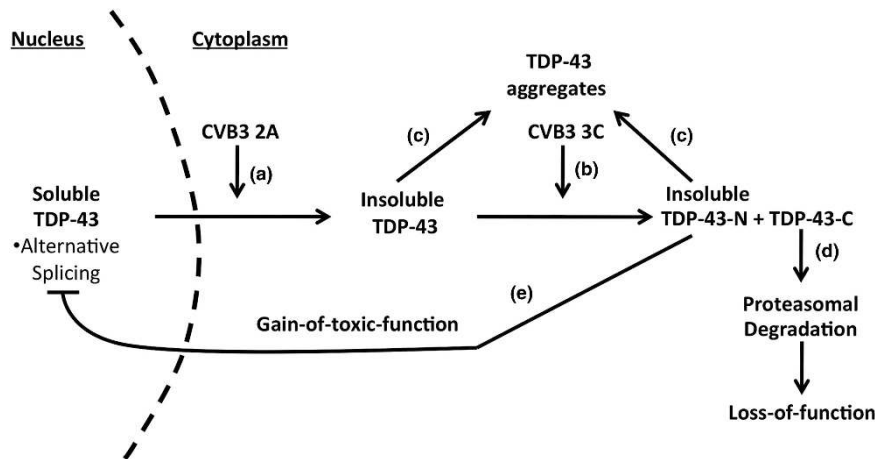 Nucleus
Cytoplasm
TDP-43
aggregates
CVB3 2A
(c)
CVB3 3C
(c)
(a)
(b)
Soluble
TDP-43
•Alternative
Splicing
Insoluble
TDP-43
Insoluble
TDP-43-N + TDP-43-C
(d)
(e)
Gain-of-toxic-function
Proteasomal
Degradation
Loss-of-function